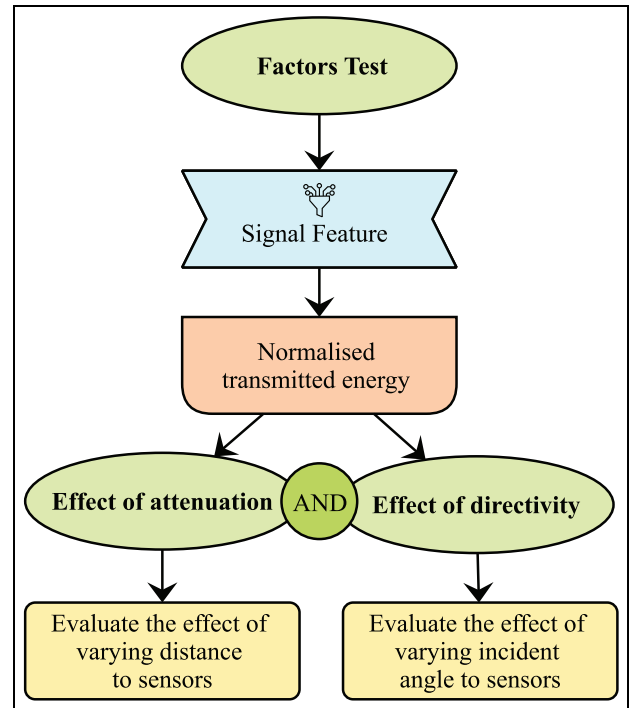 Factors Test
Signal Feature
Normalised
transmitted energy
Effect of attenuation
AND
Effect of directivity
Evaluate the effect of
varying distance
to sensors
Evaluate the effect of
varying incident
angle to sensors